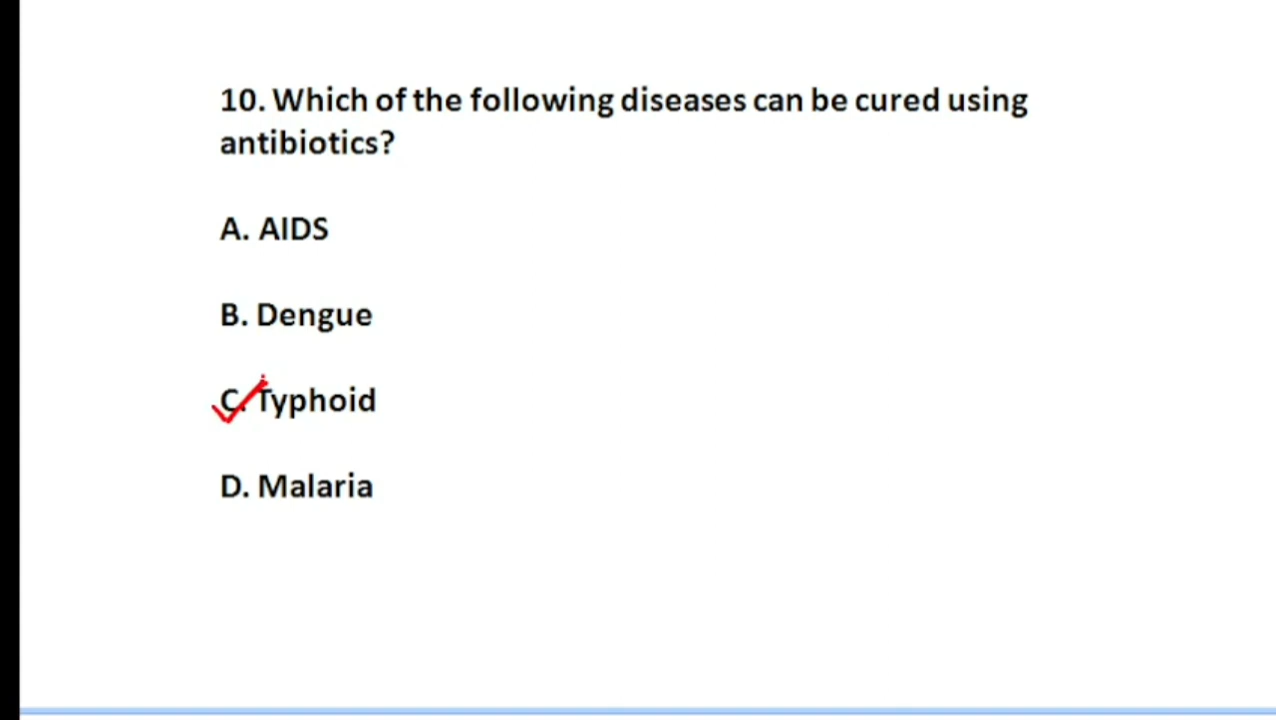 10. Which of the following diseases can be cured using
antibiotics?
A. AIDS
B. Dengue
C. Typhoid
D. Malaria